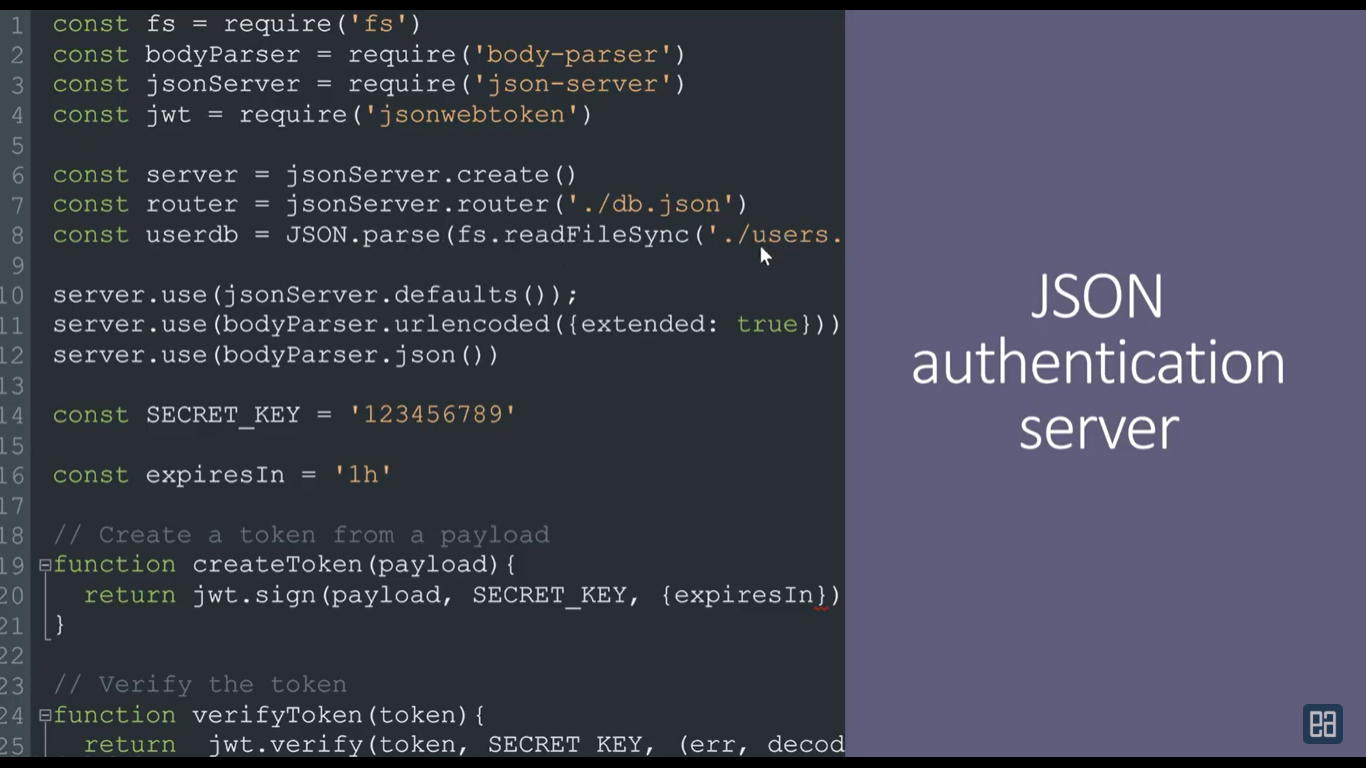 1 const fs = require('fs')
2 const bodyParser = require('body-parser')
3 const jsonServer = require('json-server')
4 const jwt = require('jsonwebtoken')
5
6 const server = jsonServer.create()
7 const router = jsonServer.router('./db.json')
8 const userdb = JSON.parse(fs.readFileSync('./users.
9
10 server.use(jsonServer.defaults());
11 server.use(bodyParser.urlencoded({extended: true}))
12 server.use(bodyParser.json())
13
14 const SECRET_KEY = '123456789'
15
16 const expiresIn = '1h'
17
18 // Create a token from a payload
19 function createToken(payload){
20 return jwt.sign(payload, SECRET_KEY, {expiresIn})
21 }
22
23 // Verify the token
24 function verifyToken(token){
25 return  jwt.verify(token, SECRET_KEY, (err, decod
JSON
authentication
server